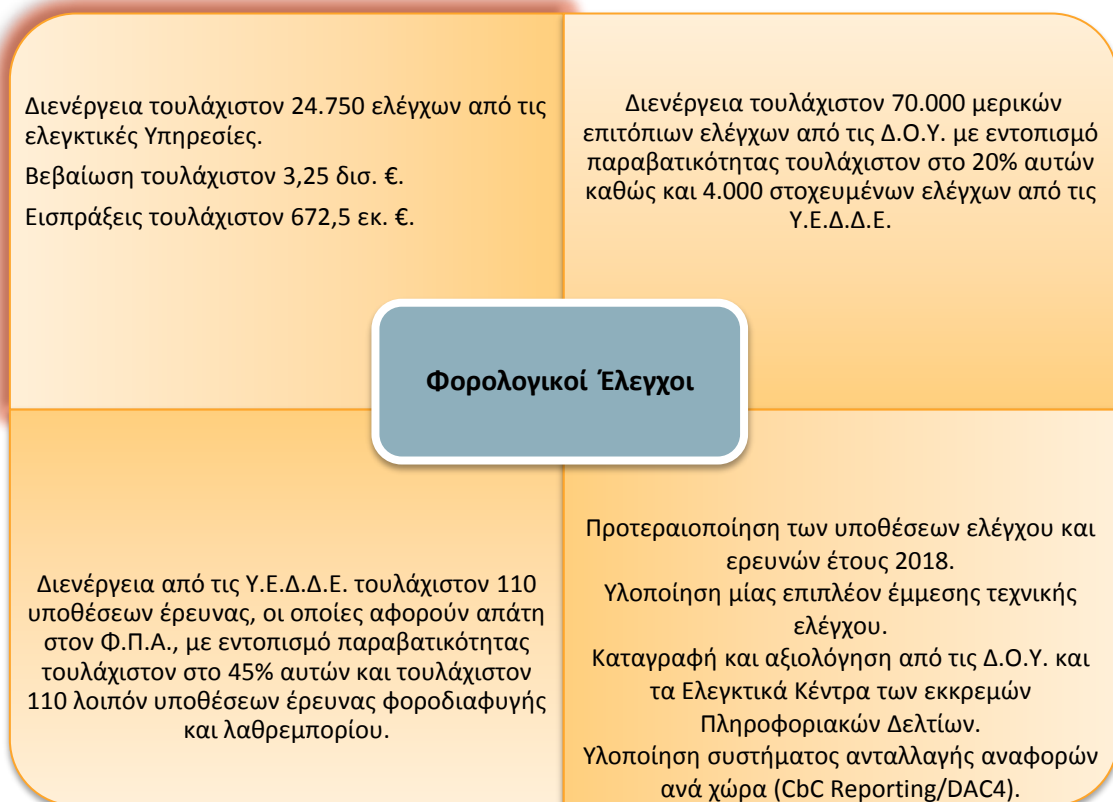 Διενέργεια τουλάχιστον 24.750 ελέγχων από τις
ελεγκτικές Υπηρεσίες.
Βεβαίωση τουλάχιστον 3,25 δισ. €.
Εισπράξεις τουλάχιστον 672,5 εκ. €.
Διενέργεια τουλάχιστον 70.000 μερικών
επιτόπιων ελέγχων από τις Δ.Ο.Υ. με εντοπισμό
παραβατικότητας τουλάχιστον στο 20% αυτών
καθώς και 4.000 στοχευμένων ελέγχων από τις
Υ.Ε.Δ.Δ.Ε.
Φορολογικοί Έλεγχοι
Διενέργεια από τις Υ.Ε.Δ.Δ.Ε. τουλάχιστον 110
υποθέσεων έρευνας, οι οποίες αφορούν απάτη
στον Φ.Π.Α., με εντοπισμό παραβατικότητας
τουλάχιστον στο 45% αυτών και τουλάχιστον
110 λοιπόν υποθέσεων έρευνας φοροδιαφυγής
και λαθρεμπορίου.
Προτεραιοποίηση των υποθέσεων ελέγχου και
ερευνών έτους 2018.
Υλοποίηση μίας επιπλέον έμμεσης τεχνικής
ελέγχου.
Καταγραφή και αξιολόγηση από τις Δ.Ο.Υ. και
τα Ελεγκτικά Κέντρα των εκκρεμών
Πληροφοριακών Δελτίων.
Υλοποίηση συστήματος ανταλλαγής αναφορών
ανά χώρα (CbC Reporting/DAC4).